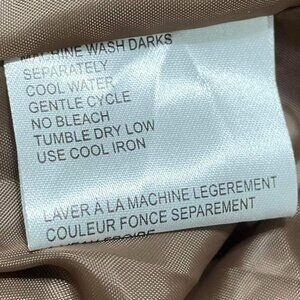 MACHINE WASH DARKS
SEPARATELY
COOL WATER
GENTLE CYCLE
NO BLEACH
TUMBLE DRY LOW
USE COOL IRON
LAVER A LA MACHINE LEGEREMENT
COULEUR FONCE SEPAREMENT